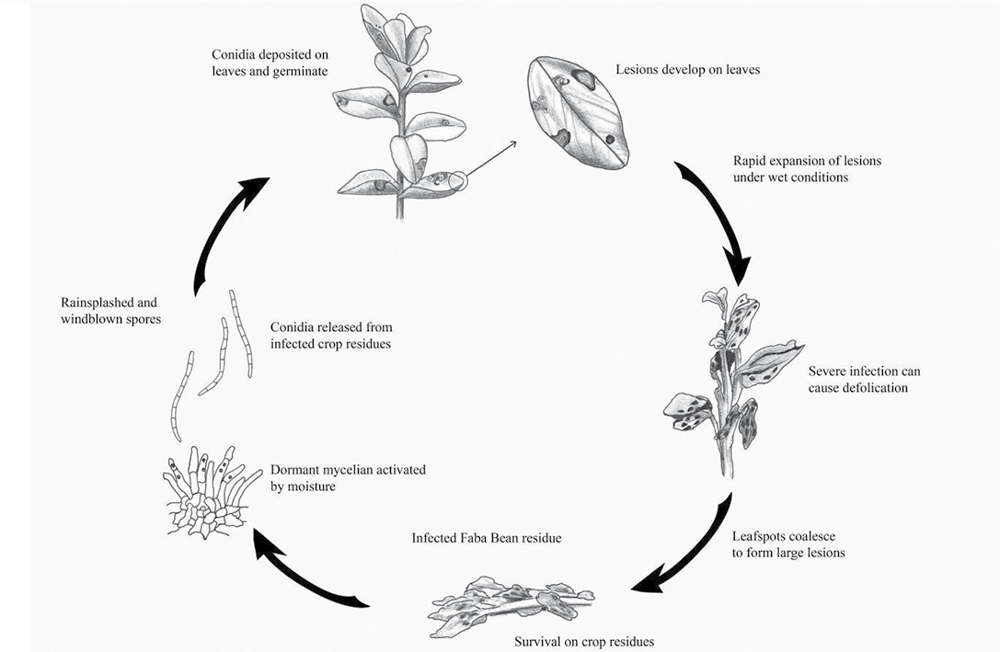 Conidia deposited on
leaves and germinate
Lesions develop on leaves
Rapid expansion of lesions
under wet conditions
Severe infection can
cause defolication
Leafspots coalesce
to form large lesions
Infected Faba Bean residue
Survival on crop residues
Dormant mycelian activated
by moisture
Conidia released from
infected crop residues
Rainsplashed and
windblown spores